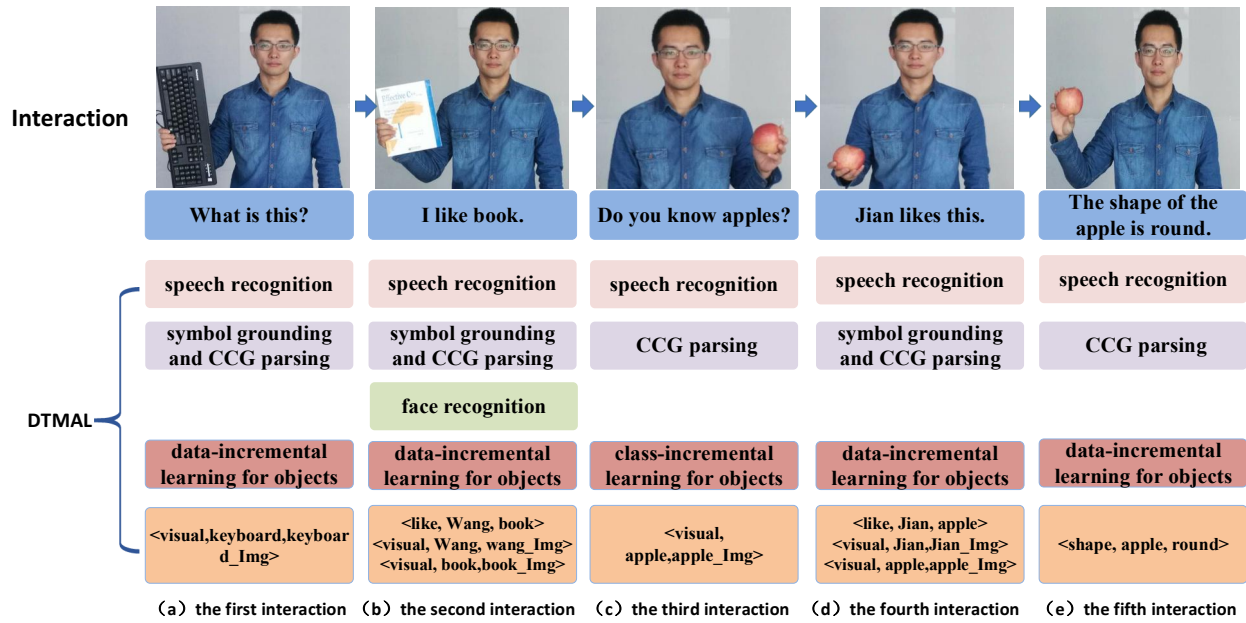 Interaction
Effective C++
What is this?
I like book.
Do you know apples?
Jian likes this.
The shape of the
apple is round.
DTMAL
speech recognition
speech recognition
speech recognition
speech recognition
speech recognition
symbol grounding
and CCG parsing
symbol grounding
and CCG parsing
CCG parsing
symbol grounding
and CCG parsing
CCG parsing
face recognition
data-incremental
learning for objects
data-incremental
learning for objects
class-incremental
learning for objects
data-incremental
learning for objects
data-incremental
learning for objects
<visual,keyboard,keyboar
d_Img>
<like, Wang, book>
<visual, Wang, wang_Img>
<visual, book,book_Img>
<visual,
apple,apple_Img>
<like, Jian, apple>
<visual, Jian,Jian_Img>
<visual, apple,apple_Img>
<shape, apple, round>
（a）the first interaction
（b）the second interaction
（c）the third interaction
（d）the fourth interaction
（e）the fifth interaction